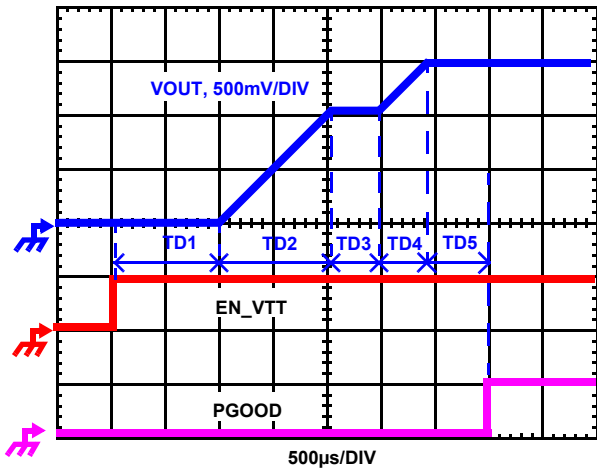 VOUT, 500mV/DIV
TD1 TD2 TD3 TD4 TD5
EN_VTT
PGOOD
500µs/DIV